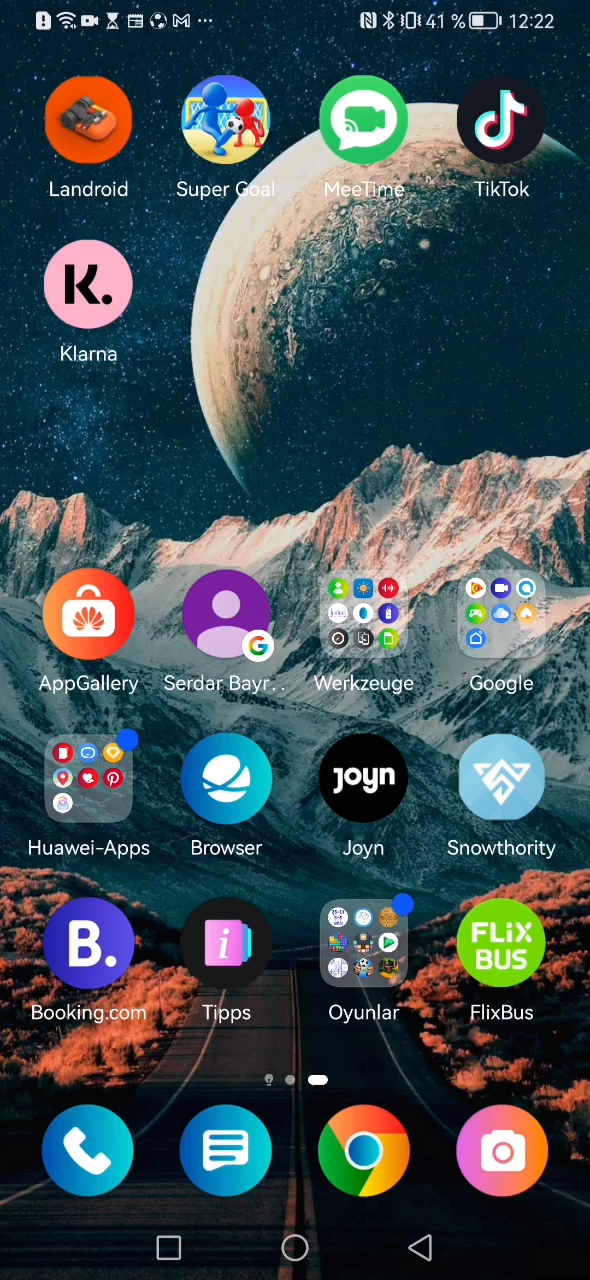 41 % 12:22
Landroid Super Goal MeeTime TikTok
K.
Klarna
AppGallery Serdar Bayr.. Werkzeuge Google
Huawei-Apps
joyn
Browser Joyn Snowthority
B. i FLiX BUS
Booking.com Tipps Oyunlar FlixBus